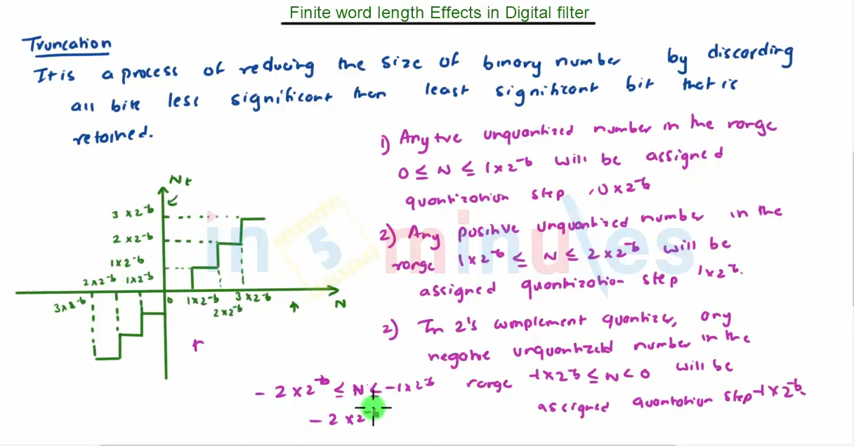 Finite word length Effects in Digital filter
Truncation
It is a process of reducing the size of binary number by discording
all bits less significant then least significant bit that is
retained.
1) Any +ve unquantized number in the range
0 ≤ N ≤ 1×2^-b will be assigned
quantization step 0×2^-b
2) Any positive unquantized number in the
range 1×2^-b ≤ N ≤ 2×2^-b will be
assigned quantization step 1×2^-b.
2) In 2's complement quantizer, any
negative unquantized number in the
range -1×2^-b ≤ N < 0 will be
assigned quantization step -1×2^-b
- 2×2^-b ≤ N < -1×2^-b
- 2×2
Nt
3×2^-b
2×2^-b
1×2^-b
2×2^-b 1×2^-b
3×2^-b
0 1×2^-b 3×2^-b N
2×2^-b
r
in 5 minutes